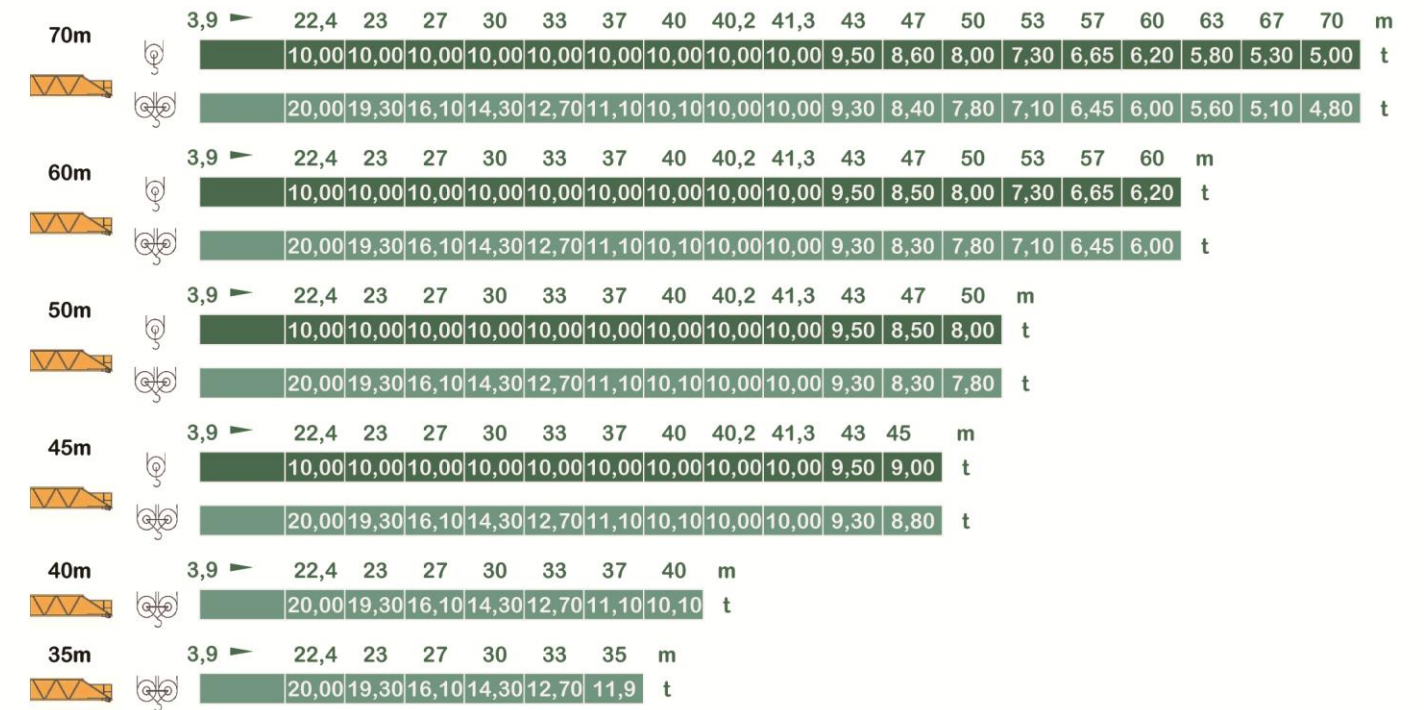 70m 3,9 22,4 23 27 30 33 37 40 40,2 41,3 43 47 50 53 57 60 63 67 70 m
10,00 10,00 10,00 10,00 10,00 10,00 10,00 10,00 10,00 9,50 8,60 8,00 7,30 6,65 6,20 5,80 5,30 5,00 t
20,00 19,30 16,10 14,30 12,70 11,10 10,10 10,00 10,00 9,30 8,40 7,80 7,10 6,45 6,00 5,60 5,10 4,80 t
60m 3,9 22,4 23 27 30 33 37 40 40,2 41,3 43 47 50 53 57 60 m
10,00 10,00 10,00 10,00 10,00 10,00 10,00 10,00 10,00 9,50 8,50 8,00 7,30 6,65 6,20 t
20,00 19,30 16,10 14,30 12,70 11,10 10,10 10,00 10,00 9,30 8,30 7,80 7,10 6,45 6,00 t
50m 3,9 22,4 23 27 30 33 37 40 40,2 41,3 43 47 50 m
10,00 10,00 10,00 10,00 10,00 10,00 10,00 10,00 10,00 9,50 8,50 8,00 t
20,00 19,30 16,10 14,30 12,70 11,10 10,10 10,00 10,00 9,30 8,30 7,80 t
45m 3,9 22,4 23 27 30 33 37 40 40,2 41,3 43 45 m
10,00 10,00 10,00 10,00 10,00 10,00 10,00 10,00 10,00 9,50 9,00 t
20,00 19,30 16,10 14,30 12,70 11,10 10,10 10,00 10,00 9,30 8,80 t
40m 3,9 22,4 23 27 30 33 37 40 m
20,00 19,30 16,10 14,30 12,70 11,10 10,10 t
35m 3,9 22,4 23 27 30 33 35 m
20,00 19,30 16,10 14,30 12,70 11,9 t